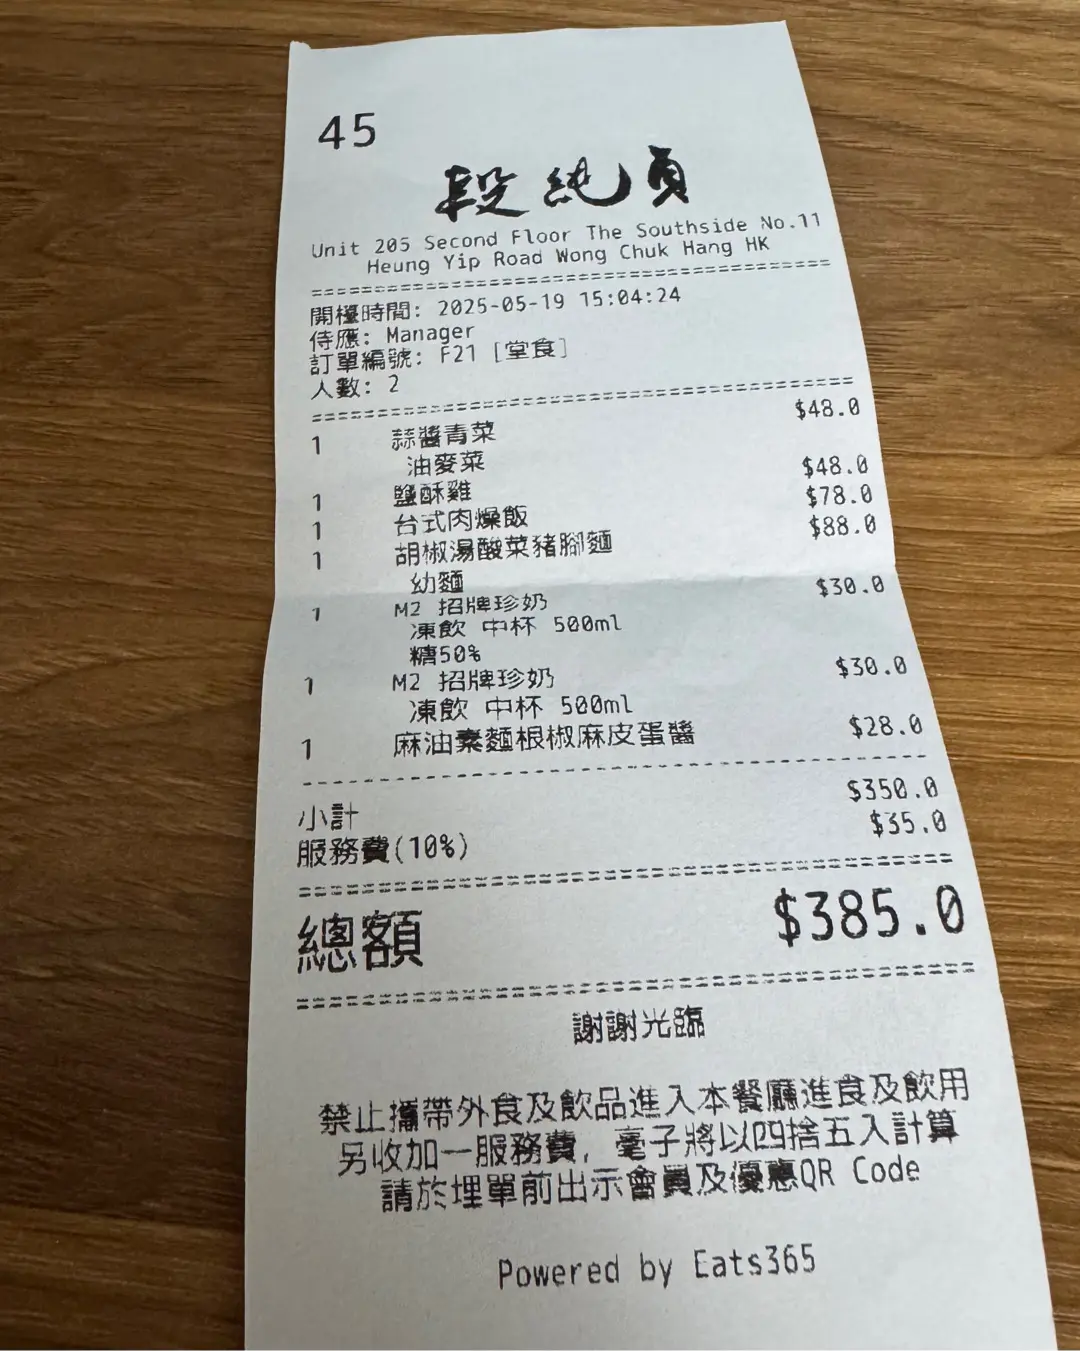 45
段純貞
Unit 205 Second Floor The Southside No.11
Heung Yip Road Wong Chuk Hang HK
開檯時間: 2025-05-19 15:04:24
侍應: Manager
訂單編號: F21 [堂食]
人數: 2
1 蒜醬青菜 $48.0
油麥菜
1 鹽酥雞 $48.0
1 台式肉燥飯 $78.0
1 胡椒湯酸菜豬腳麵 $88.0
幼麵
1 M2 招牌珍奶 $30.0
凍飲 中杯 500ml
糖50%
1 M2 招牌珍奶 $30.0
凍飲 中杯 500ml
1 麻油素麵根椒麻皮蛋醬 $28.0
小計 $350.0
服務費(10%) $35.0
總額 $385.0
謝謝光臨
禁止攜帶外食及飲品進入本餐廳進食及飲用
另收加一服務費, 毫子將以四捨五入計算
請於埋單前出示會員及優惠QR Code
Powered by Eats365